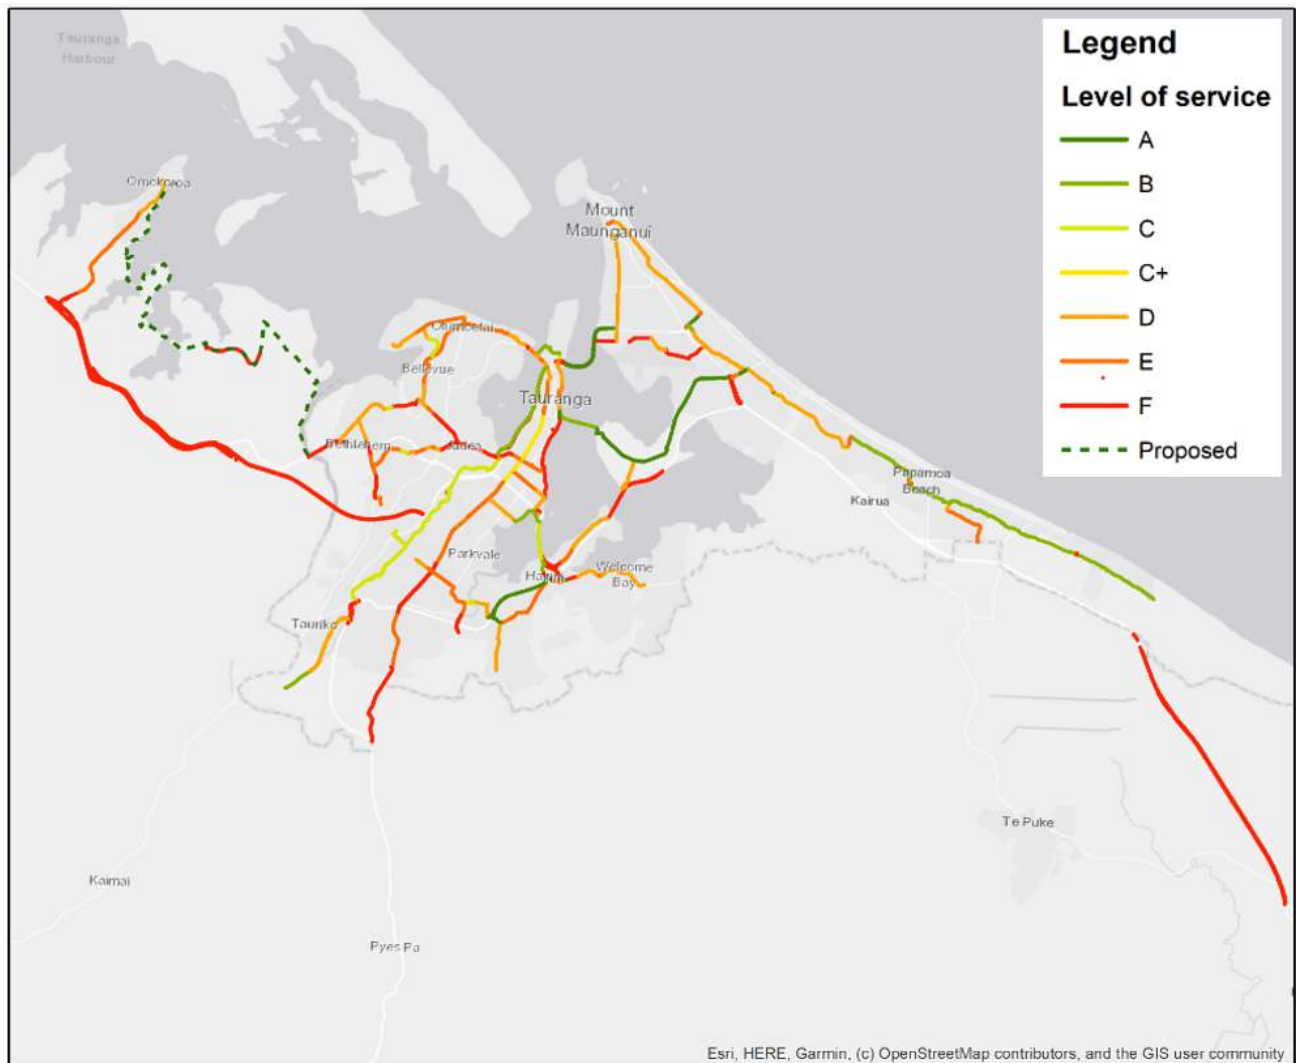 Tauranga
Harbour
Legend
Level of service
A
B
C
C+
D
E
F
Proposed
Omokoroa
Mount
Maunganui
Otumoetai
Bellevue
Tauranga
Bethlehem
Judea
Papamoa
Beach
Kairua
Parkvale
Hairini
Welcome
Bay
Tauriko
Te Puke
Kaimai
Pyes Pa
Esri, HERE, Garmin, (c) OpenStreetMap contributors, and the GIS user community